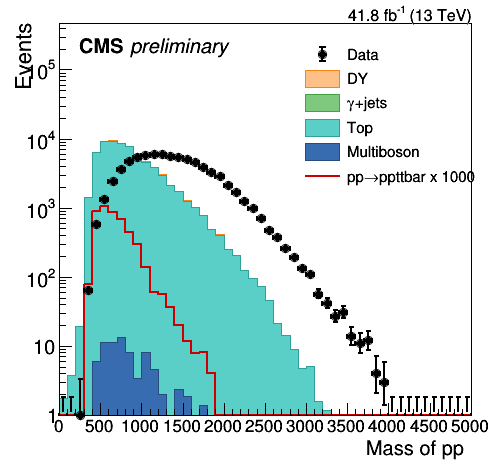 41.8 fb⁻¹ (13 TeV)
CMS preliminary
Events
Data
DY
γ+jets
Top
Multiboson
pp→ppttbar x 1000
10⁵
10⁴
10³
10²
10
1
0 500 1000 1500 2000 2500 3000 3500 4000 4500 5000
Mass of pp